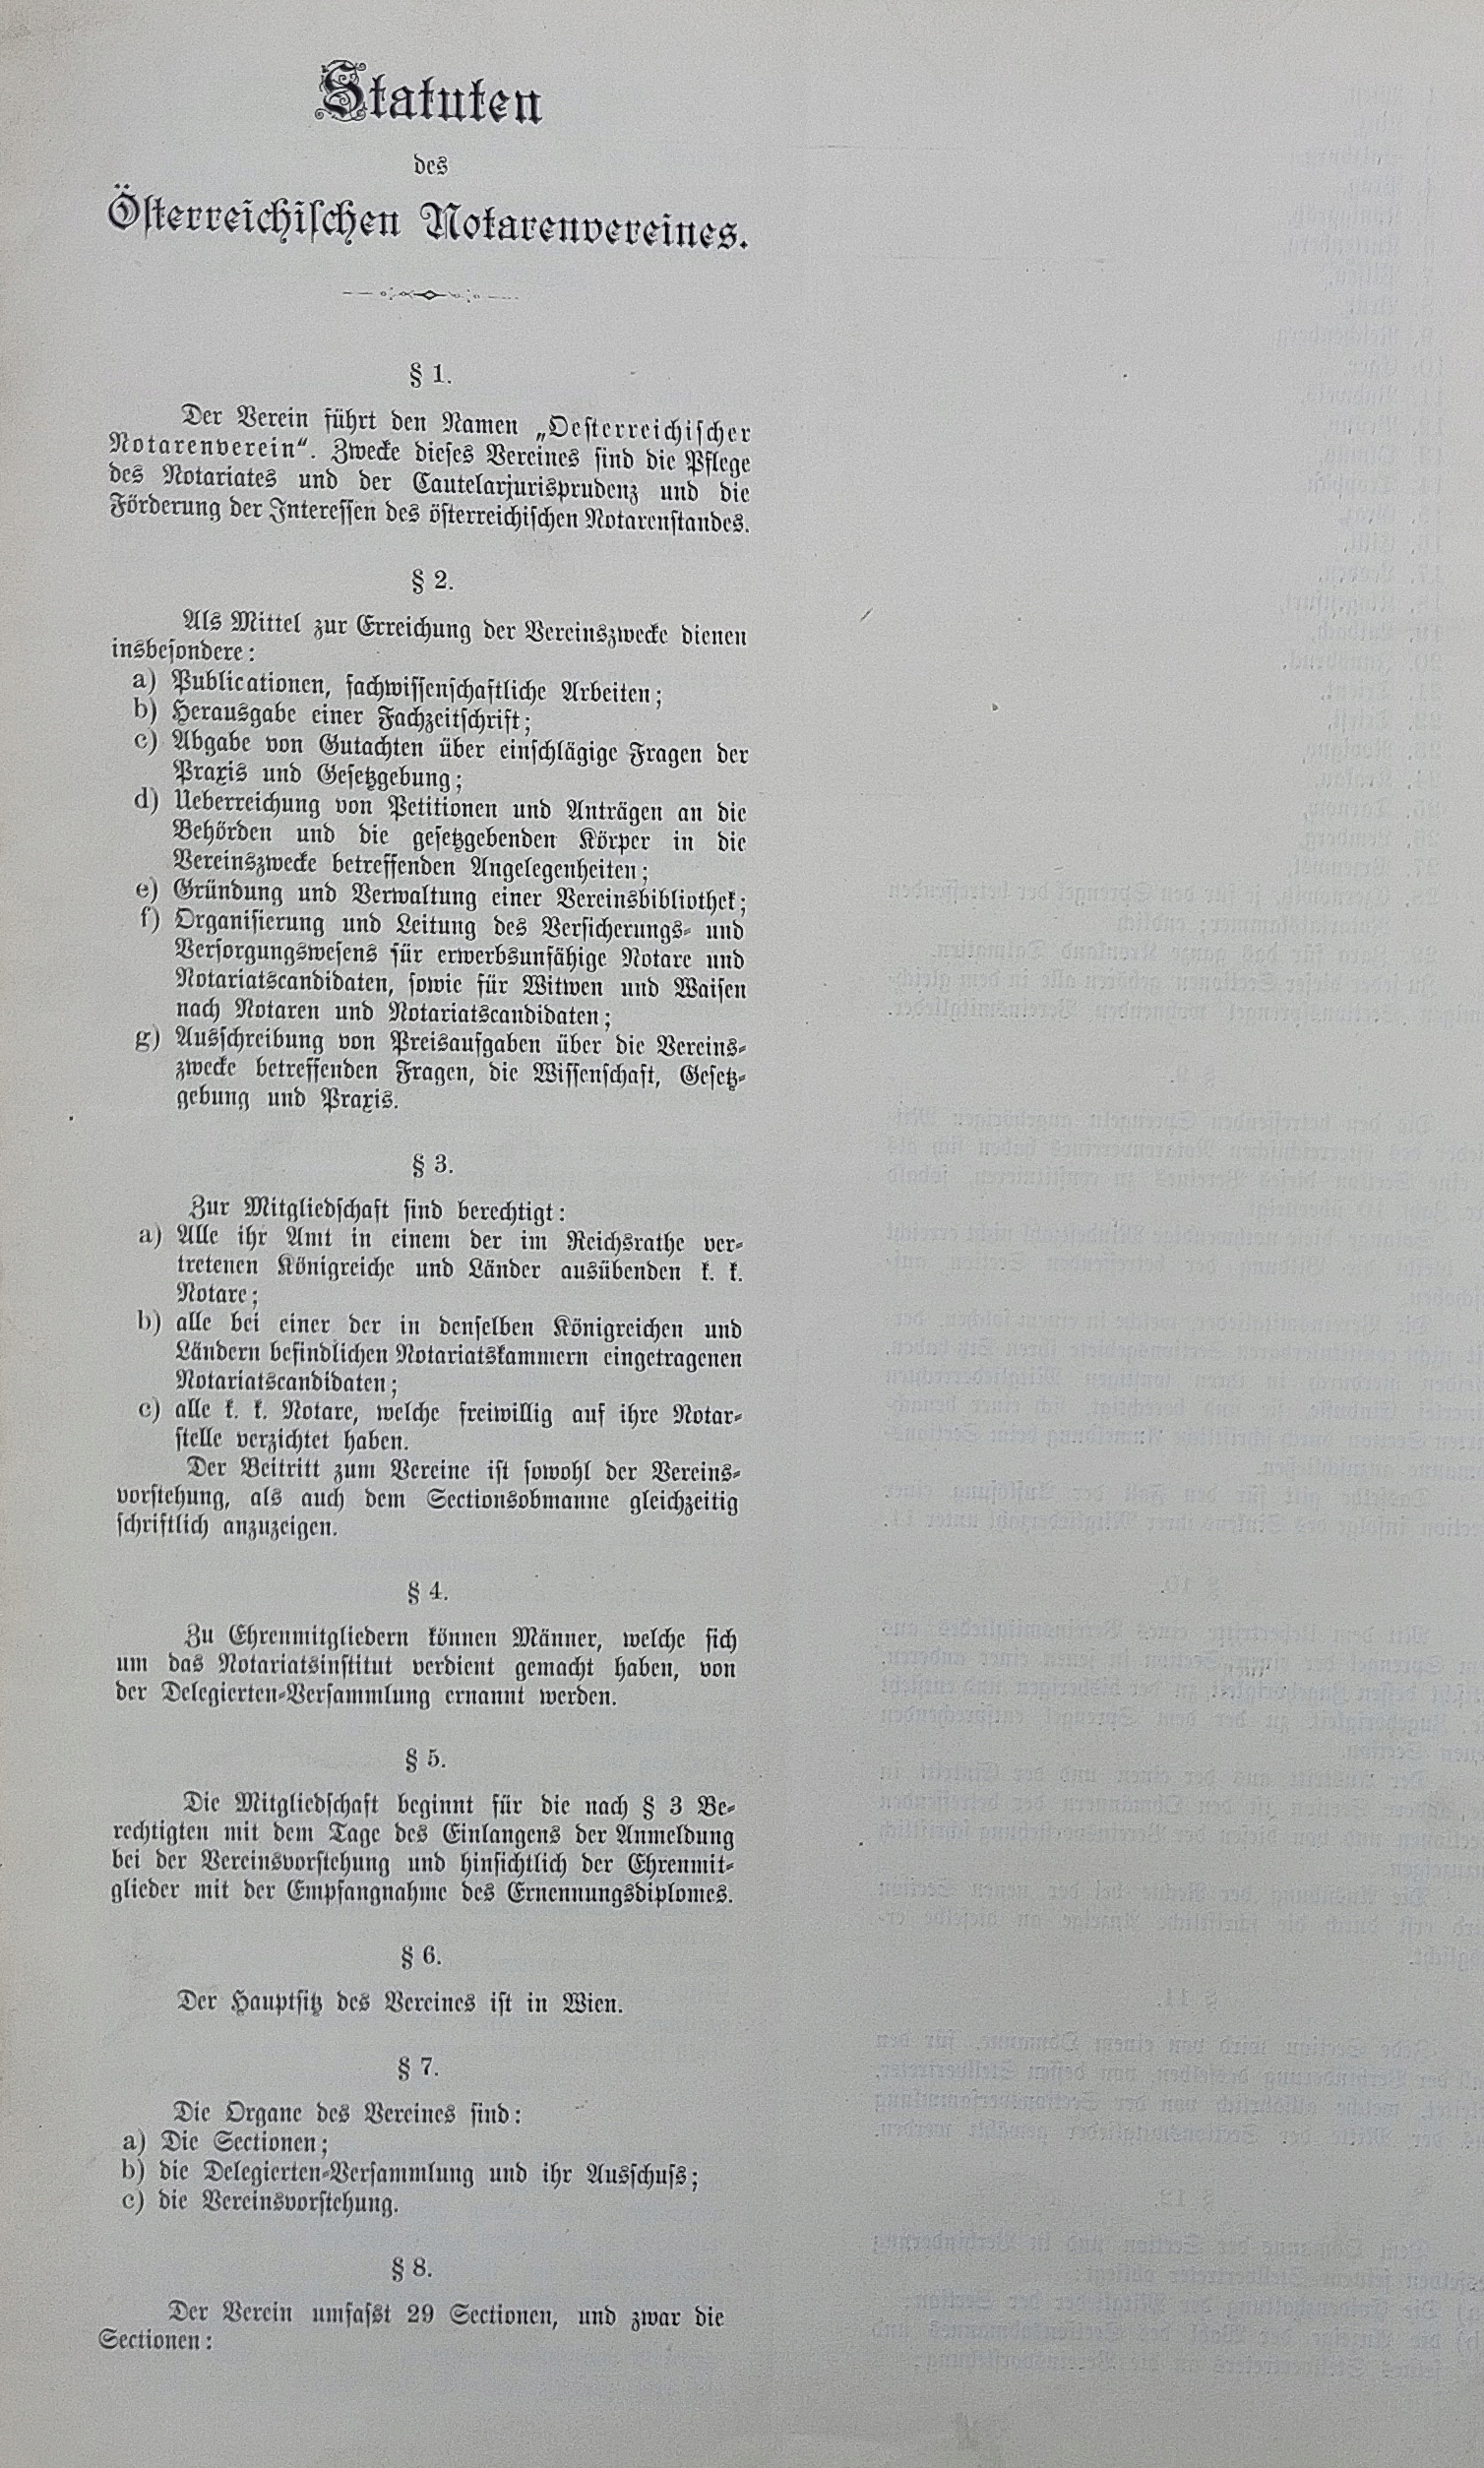 Statuten
des
Österreichischen Notarenvereines.
§ 1.
Der Verein führt den Namen „Oesterreichischer
Notarenverein“. Zwecke dieses Vereines sind die Pflege
des Notariates und der Cautelarjurisprudenz und die
Förderung der Interessen des österreichischen Notarenstandes.
§ 2.
Als Mittel zur Erreichung der Vereinszwecke dienen
insbesondere:
a) Publicationen, fachwissenschaftliche Arbeiten;
b) Herausgabe einer Fachzeitschrift;
c) Abgabe von Gutachten über einschlägige Fragen der
Praxis und Gesetzgebung;
d) Ueberreichung von Petitionen und Anträgen an die
Behörden und die gesetzgebenden Körper in die
Vereinszwecke betreffenden Angelegenheiten;
e) Gründung und Verwaltung einer Vereinsbibliothek;
f) Organisierung und Leitung des Versicherungs- und
Versorgungswesens für erwerbsunfähige Notare und
Notariatscandidaten, sowie für Witwen und Waisen
nach Notaren und Notariatscandidaten;
g) Ausschreibung von Preisaufgaben über die Vereins-
zwecke betreffenden Fragen, die Wissenschaft, Gesetz-
gebung und Praxis.
§ 3.
Zur Mitgliedschaft sind berechtigt:
a) Alle ihr Amt in einem der im Reichsrathe ver-
tretenen Königreiche und Länder ausübenden k. k.
Notare;
b) alle bei einer der in denselben Königreichen und
Ländern befindlichen Notariatskammern eingetragenen
Notariatscandidaten;
c) alle k. k. Notare, welche freiwillig auf ihre Notar-
stelle verzichtet haben.
Der Beitritt zum Vereine ist sowohl der Vereins-
vorstehung, als auch dem Sectionsobmanne gleichzeitig
schriftlich anzuzeigen.
§ 4.
Zu Ehrenmitgliedern können Männer, welche sich
um das Notariatsinstitut verdient gemacht haben, von
der Delegierten-Versammlung ernannt werden.
§ 5.
Die Mitgliedschaft beginnt für die nach § 3 Be-
rechtigten mit dem Tage des Einlangens der Anmeldung
bei der Vereinsvorstehung und hinsichtlich der Ehrenmit-
glieder mit der Empfangnahme des Ernennungsdiplomes.
§ 6.
Der Hauptsitz des Vereines ist in Wien.
§ 7.
Die Organe des Vereines sind:
a) Die Sectionen;
b) die Delegierten-Versammlung und ihr Ausschuss;
c) die Vereinsvorstehung.
§ 8.
Der Verein umfasst 29 Sectionen, und zwar die
Sectionen: